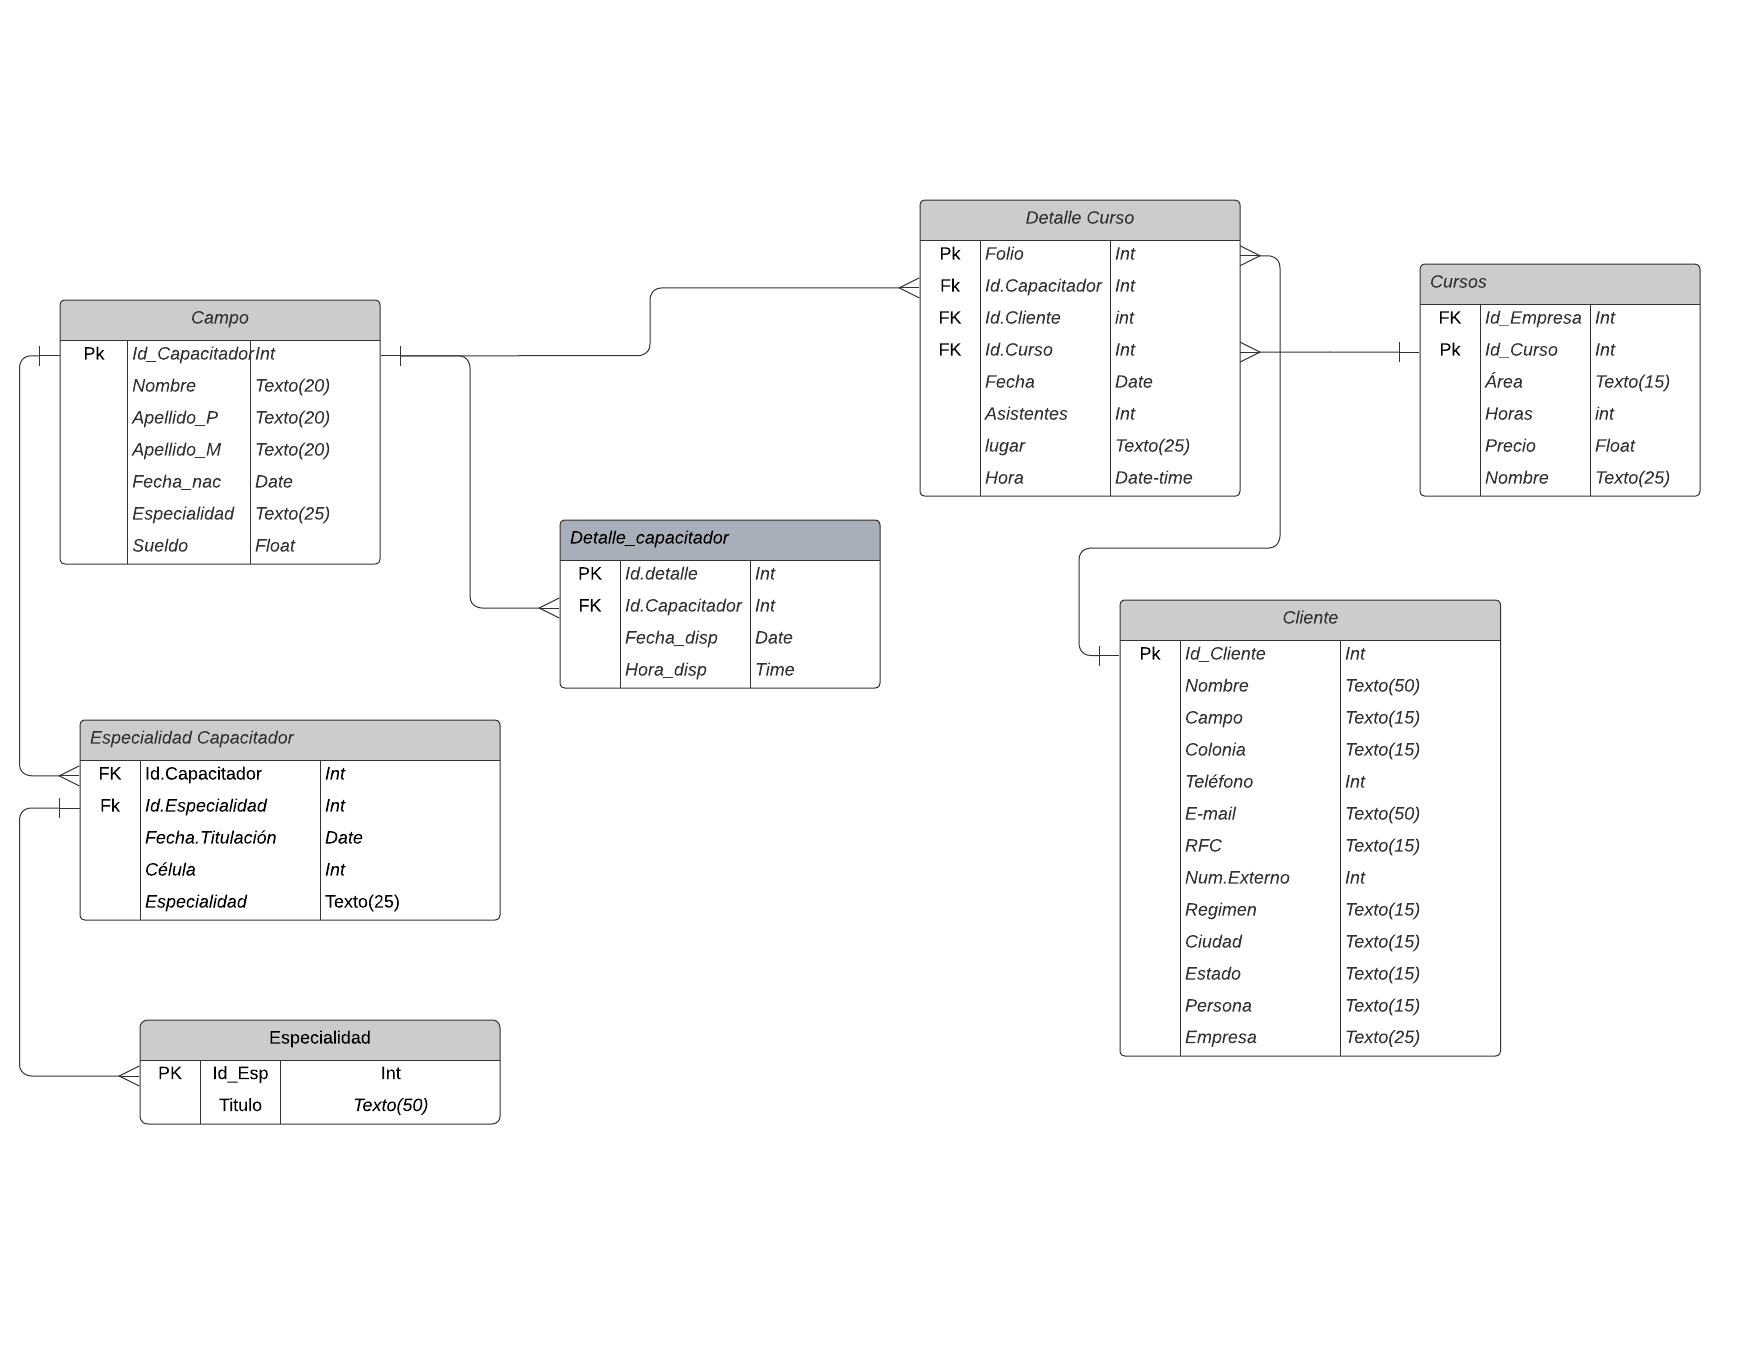 Detalle Curso
Pk Folio Int
Fk Id.Capacitador Int
FK Id.Cliente int
FK Id.Curso Int
Fecha Date
Asistentes Int
lugar Texto(25)
Hora Date-time
Cursos
FK Id_Empresa Int
Pk Id_Curso Int
Área Texto(15)
Horas int
Precio Float
Nombre Texto(25)
Campo
Pk Id_Capacitador Int
Nombre Texto(20)
Apellido_P Texto(20)
Apellido_M Texto(20)
Fecha_nac Date
Especialidad Texto(25)
Sueldo Float
Detalle_capacitador
PK Id.detalle Int
FK Id.Capacitador Int
Fecha_disp Date
Hora_disp Time
Cliente
Pk Id_Cliente Int
Nombre Texto(50)
Campo Texto(15)
Colonia Texto(15)
Teléfono Int
E-mail Texto(50)
RFC Texto(15)
Num.Externo Int
Regimen Texto(15)
Ciudad Texto(15)
Estado Texto(15)
Persona Texto(15)
Empresa Texto(25)
Especialidad Capacitador
FK Id.Capacitador Int
Fk Id.Especialidad Int
Fecha.Titulación Date
Célula Int
Especialidad Texto(25)
Especialidad
PK Id_Esp Int
Titulo Texto(50)